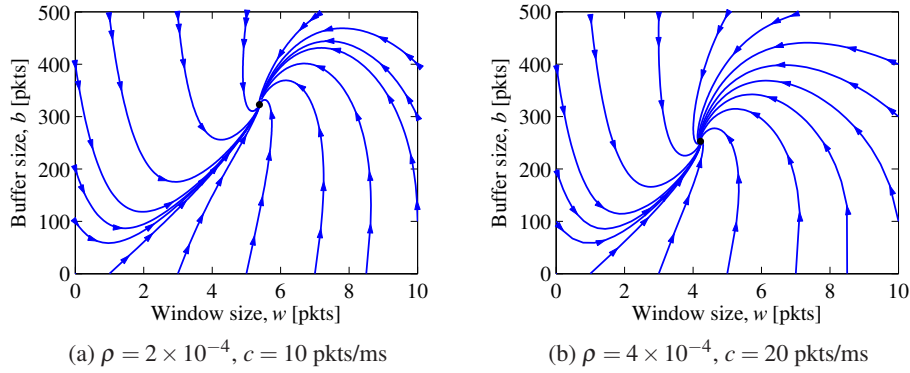 500
400
300
200
100
0
Buffer size, b [pkts]
0 2 4 6 8 10
Window size, w [pkts]
(a) ρ = 2 × 10⁻⁴, c = 10 pkts/ms
500
400
300
200
100
0
Buffer size, b [pkts]
0 2 4 6 8 10
Window size, w [pkts]
(b) ρ = 4 × 10⁻⁴, c = 20 pkts/ms